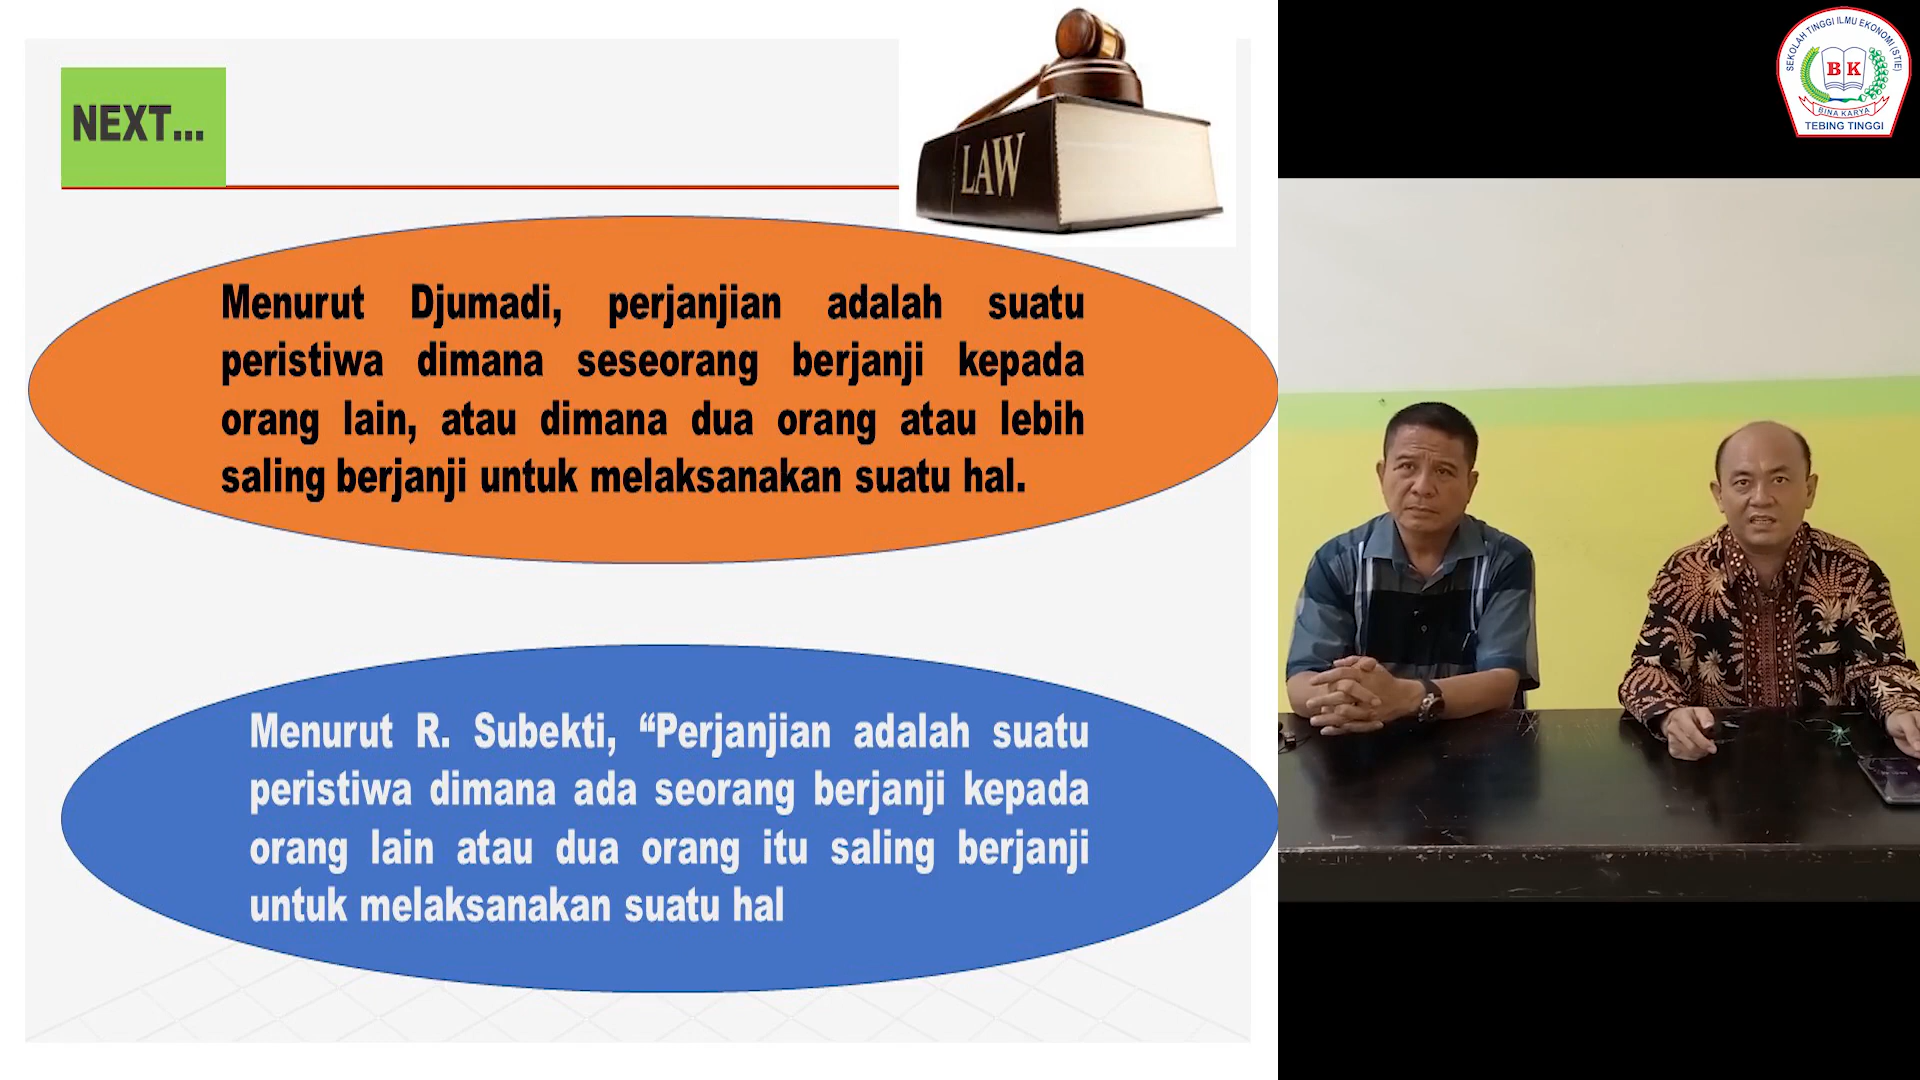 NEXT...
LAW
Menurut Djumadi, perjanjian adalah suatu
peristiwa dimana seseorang berjanji kepada
orang lain, atau dimana dua orang atau lebih
saling berjanji untuk melaksanakan suatu hal.
Menurut R. Subekti, “Perjanjian adalah suatu
peristiwa dimana ada seorang berjanji kepada
orang lain atau dua orang itu saling berjanji
untuk melaksanakan suatu hal
SEKOLAH TINGGI ILMU EKONOMI (STIE)
B K
BINA KARYA
TEBING TINGGI